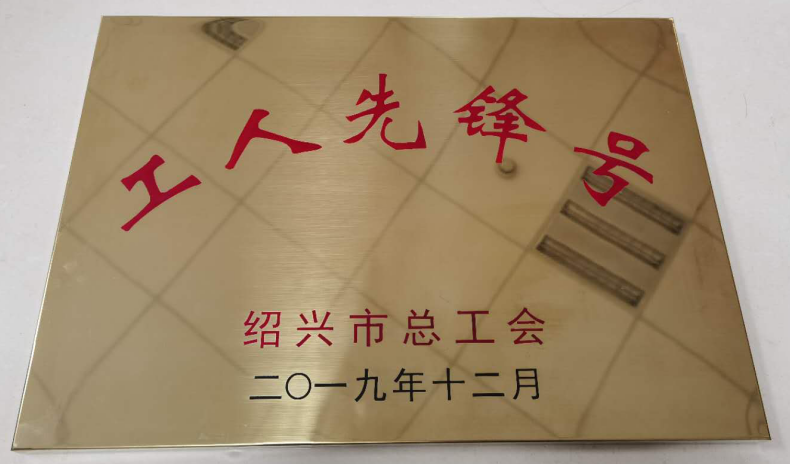 工人先锋号
绍兴市总工会
二〇一九年十二月